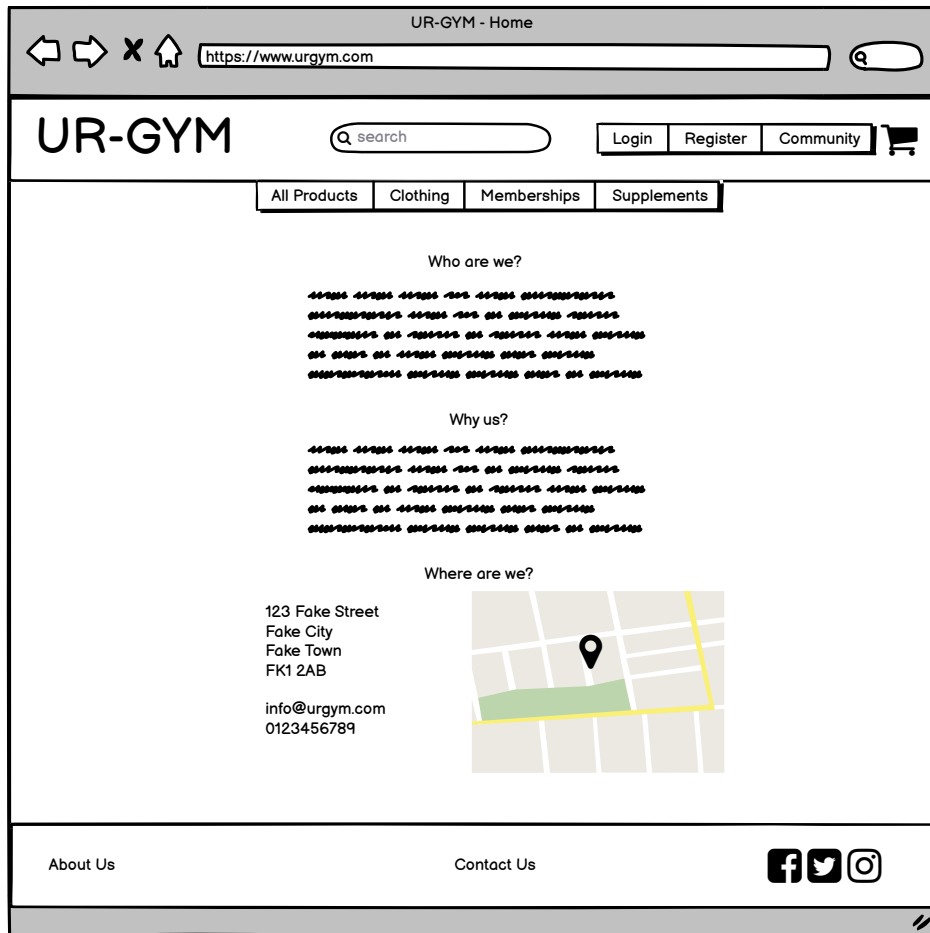 UR-GYM - Home
https://www.urgym.com
UR-GYM
search
Login Register Community
All Products Clothing Memberships Supplements
Who are we?
Why us?
Where are we?
123 Fake Street
Fake City
Fake Town
FK1 2AB
info@urgym.com
0123456789
About Us Contact Us